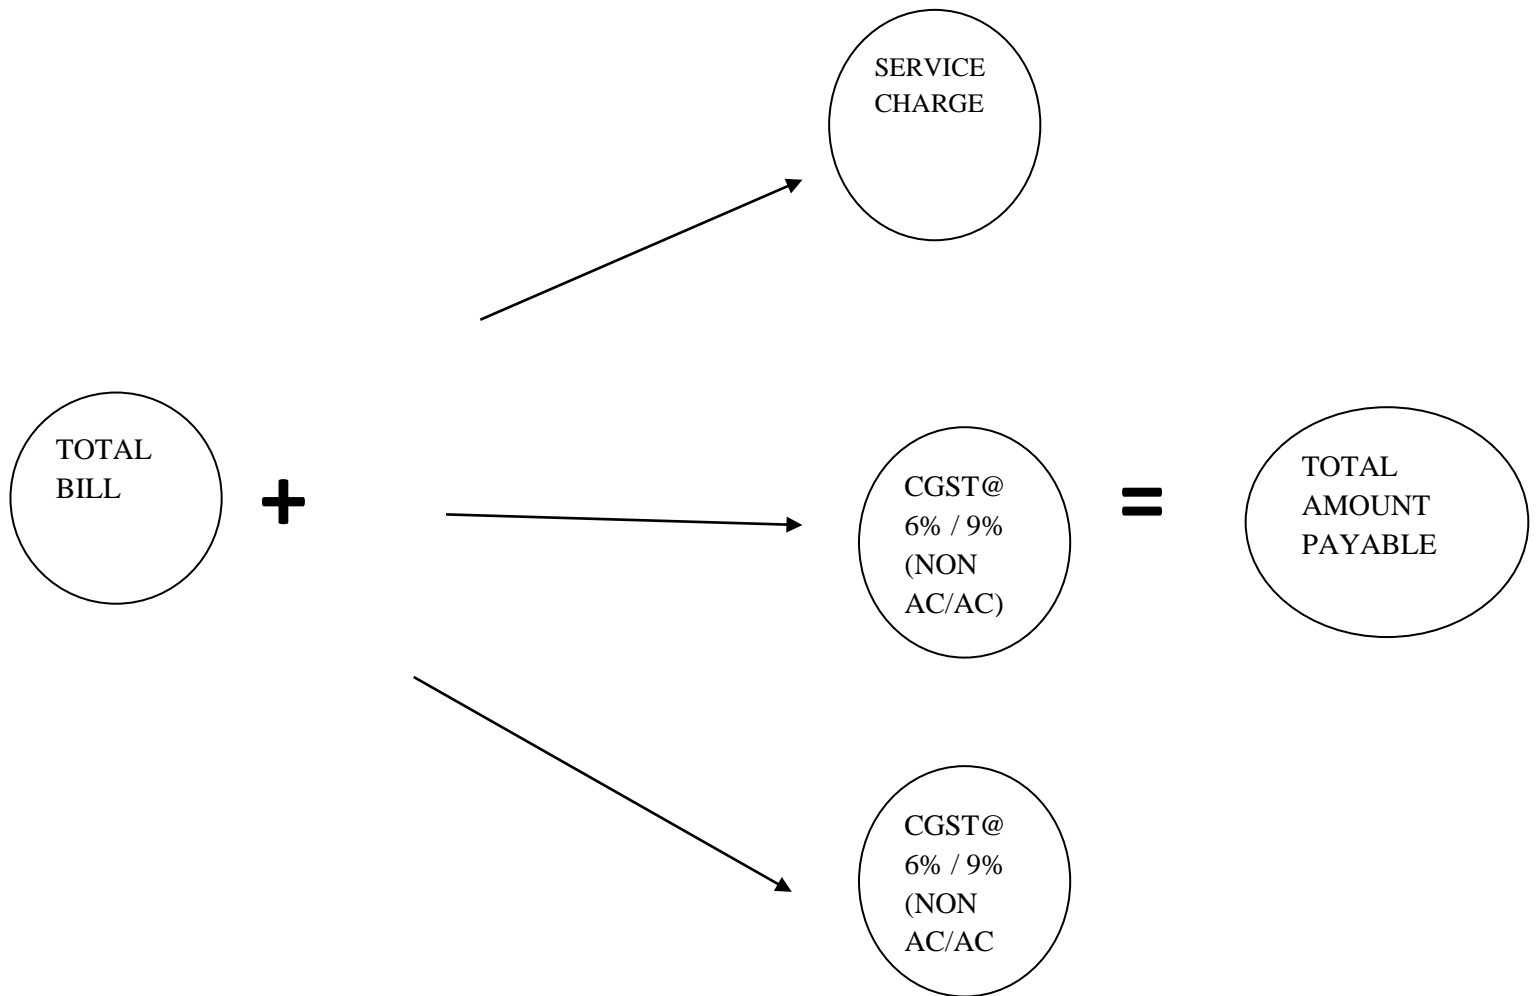 SERVICE
CHARGE
TOTAL
BILL
+
CGST@
6% / 9%
(NON
AC/AC)
=
TOTAL
AMOUNT
PAYABLE
CGST@
6% / 9%
(NON
AC/AC